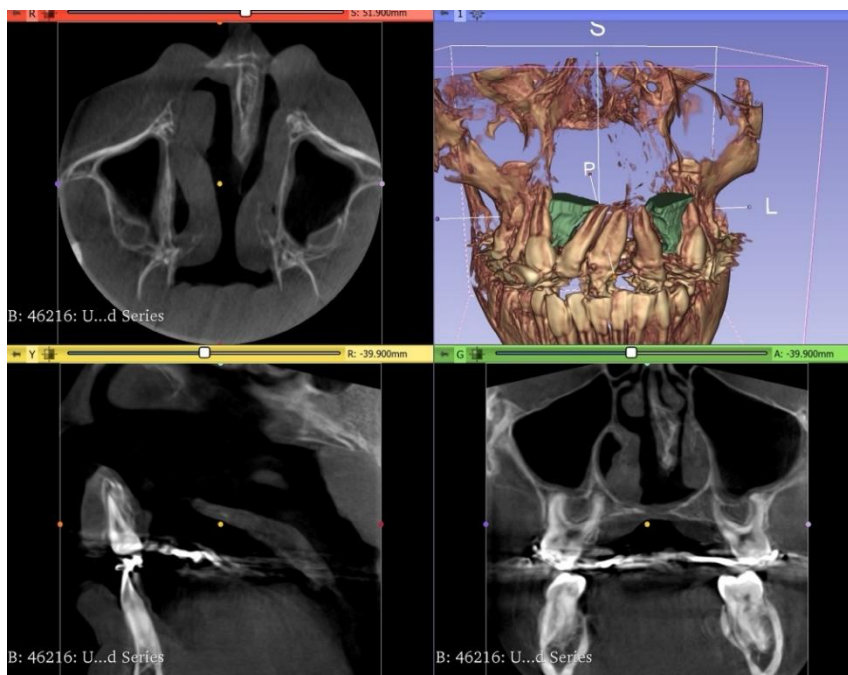 R S: 51.900mm
1
S
P
L
B: 46216: U...d Series
Y R: -39.900mm
G A: -39.900mm
B: 46216: U...d Series
B: 46216: U...d Series